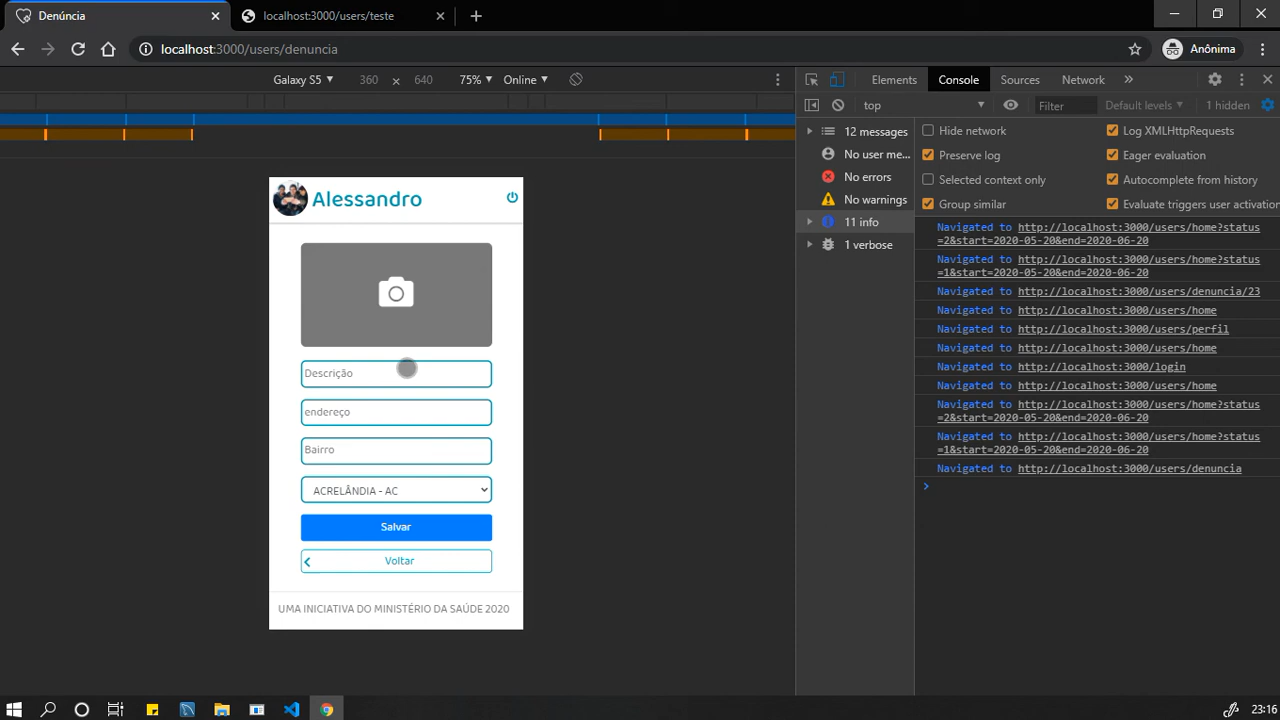 Denúncia
localhost:3000/users/teste
localhost:3000/users/denuncia
Anônima
Galaxy S5 360 × 640 75% Online
Elements Console Sources Network »
top Filter Default levels 1 hidden
12 messages
No user me...
No errors
No warnings
11 info
1 verbose
Hide network
Log XMLHttpRequests
Preserve log
Eager evaluation
Selected context only
Autocomplete from history
Group similar
Evaluate triggers user activation
Navigated to http://localhost:3000/users/home?status
=2&start=2020-05-20&end=2020-06-20
Navigated to http://localhost:3000/users/home?status
=1&start=2020-05-20&end=2020-06-20
Navigated to http://localhost:3000/users/denuncia/23
Navigated to http://localhost:3000/users/home
Navigated to http://localhost:3000/users/perfil
Navigated to http://localhost:3000/users/home
Navigated to http://localhost:3000/login
Navigated to http://localhost:3000/users/home
Navigated to http://localhost:3000/users/home?status
=2&start=2020-05-20&end=2020-06-20
Navigated to http://localhost:3000/users/home?status
=1&start=2020-05-20&end=2020-06-20
Navigated to http://localhost:3000/users/denuncia
Alessandro
Descrição
endereço
Bairro
ACRELÂNDIA - AC
Salvar
Voltar
UMA INICIATIVA DO MINISTÉRIO DA SAÚDE 2020
23:16